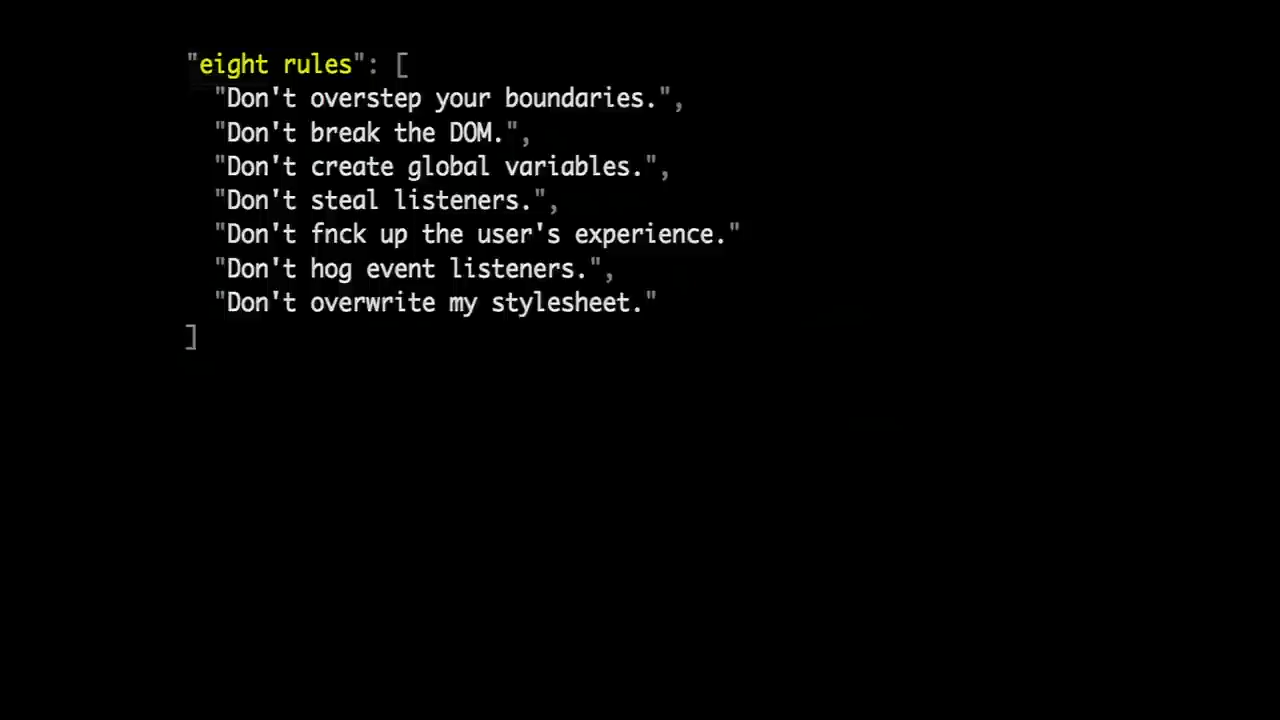 "eight rules": [
"Don't overstep your boundaries.",
"Don't break the DOM.",
"Don't create global variables.",
"Don't steal listeners.",
"Don't fnck up the user's experience."
"Don't hog event listeners.",
"Don't overwrite my stylesheet."
]